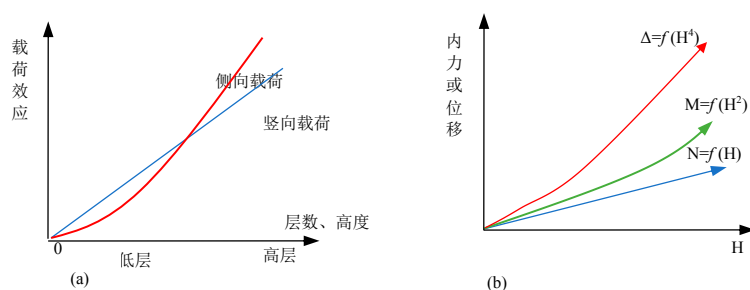 载荷效应
侧向载荷
竖向载荷
层数、高度
0
低层
高层
(a)
内力或位移
Δ=f(H⁴)
M=f(H²)
N=f(H)
H
(b)